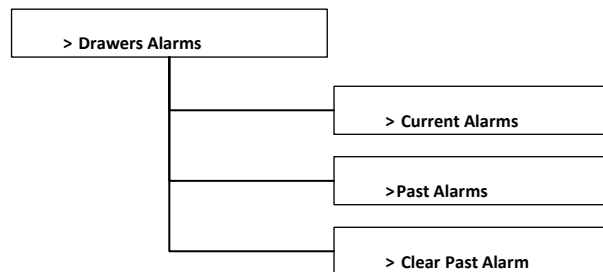 > Drawers Alarms
> Current Alarms
>Past Alarms
> Clear Past Alarm